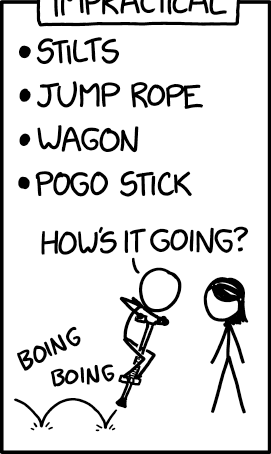 IMPRACTICAL
• STILTS
• JUMP ROPE
• WAGON
• POGO STICK
HOW'S IT GOING?
BOING
BOING